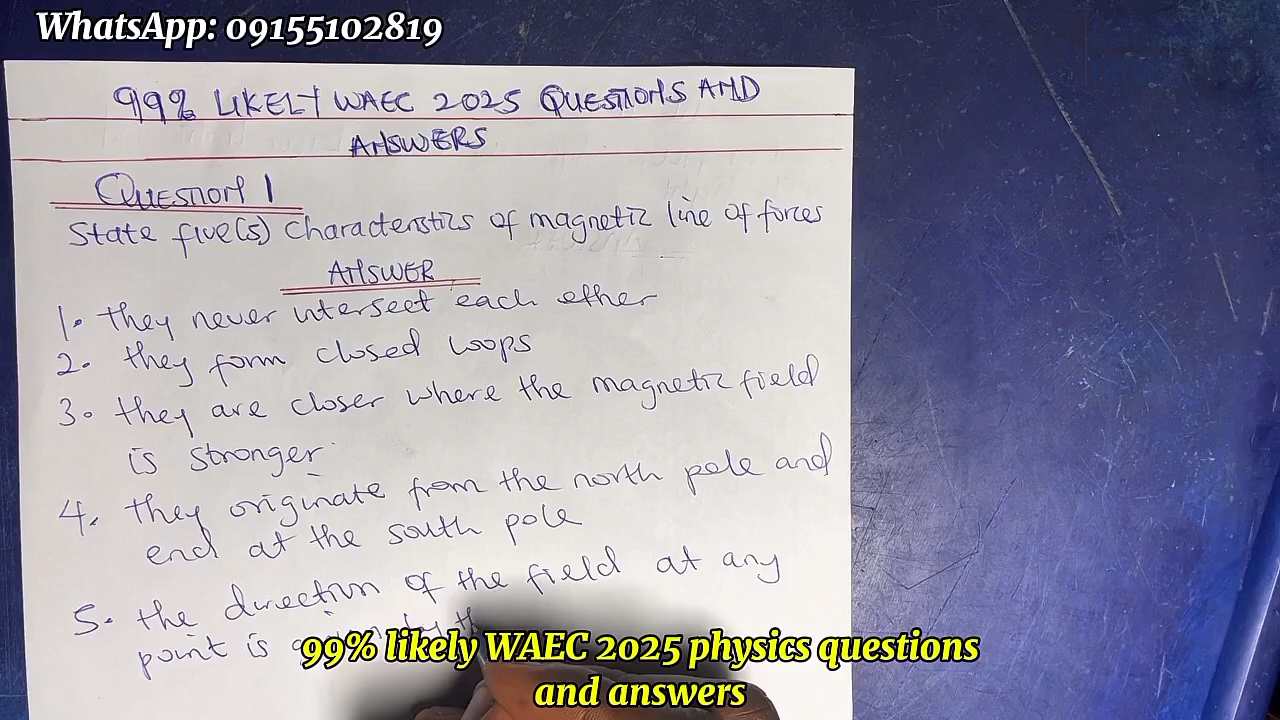 WhatsApp: 09155102819
99% LIKELY WAEC 2025 QUESTIONS AND
ANSWERS
QUESTION 1
State five(s) characteristics of magnetic line of forces
ANSWER
1. they never intersect each other
2. they form closed loops
3. they are closer where the magnetic field
is stronger
4. they originate from the north pole and
end at the south pole
5. the direction of the field at any
point is
99% likely WAEC 2025 physics questions
and answers